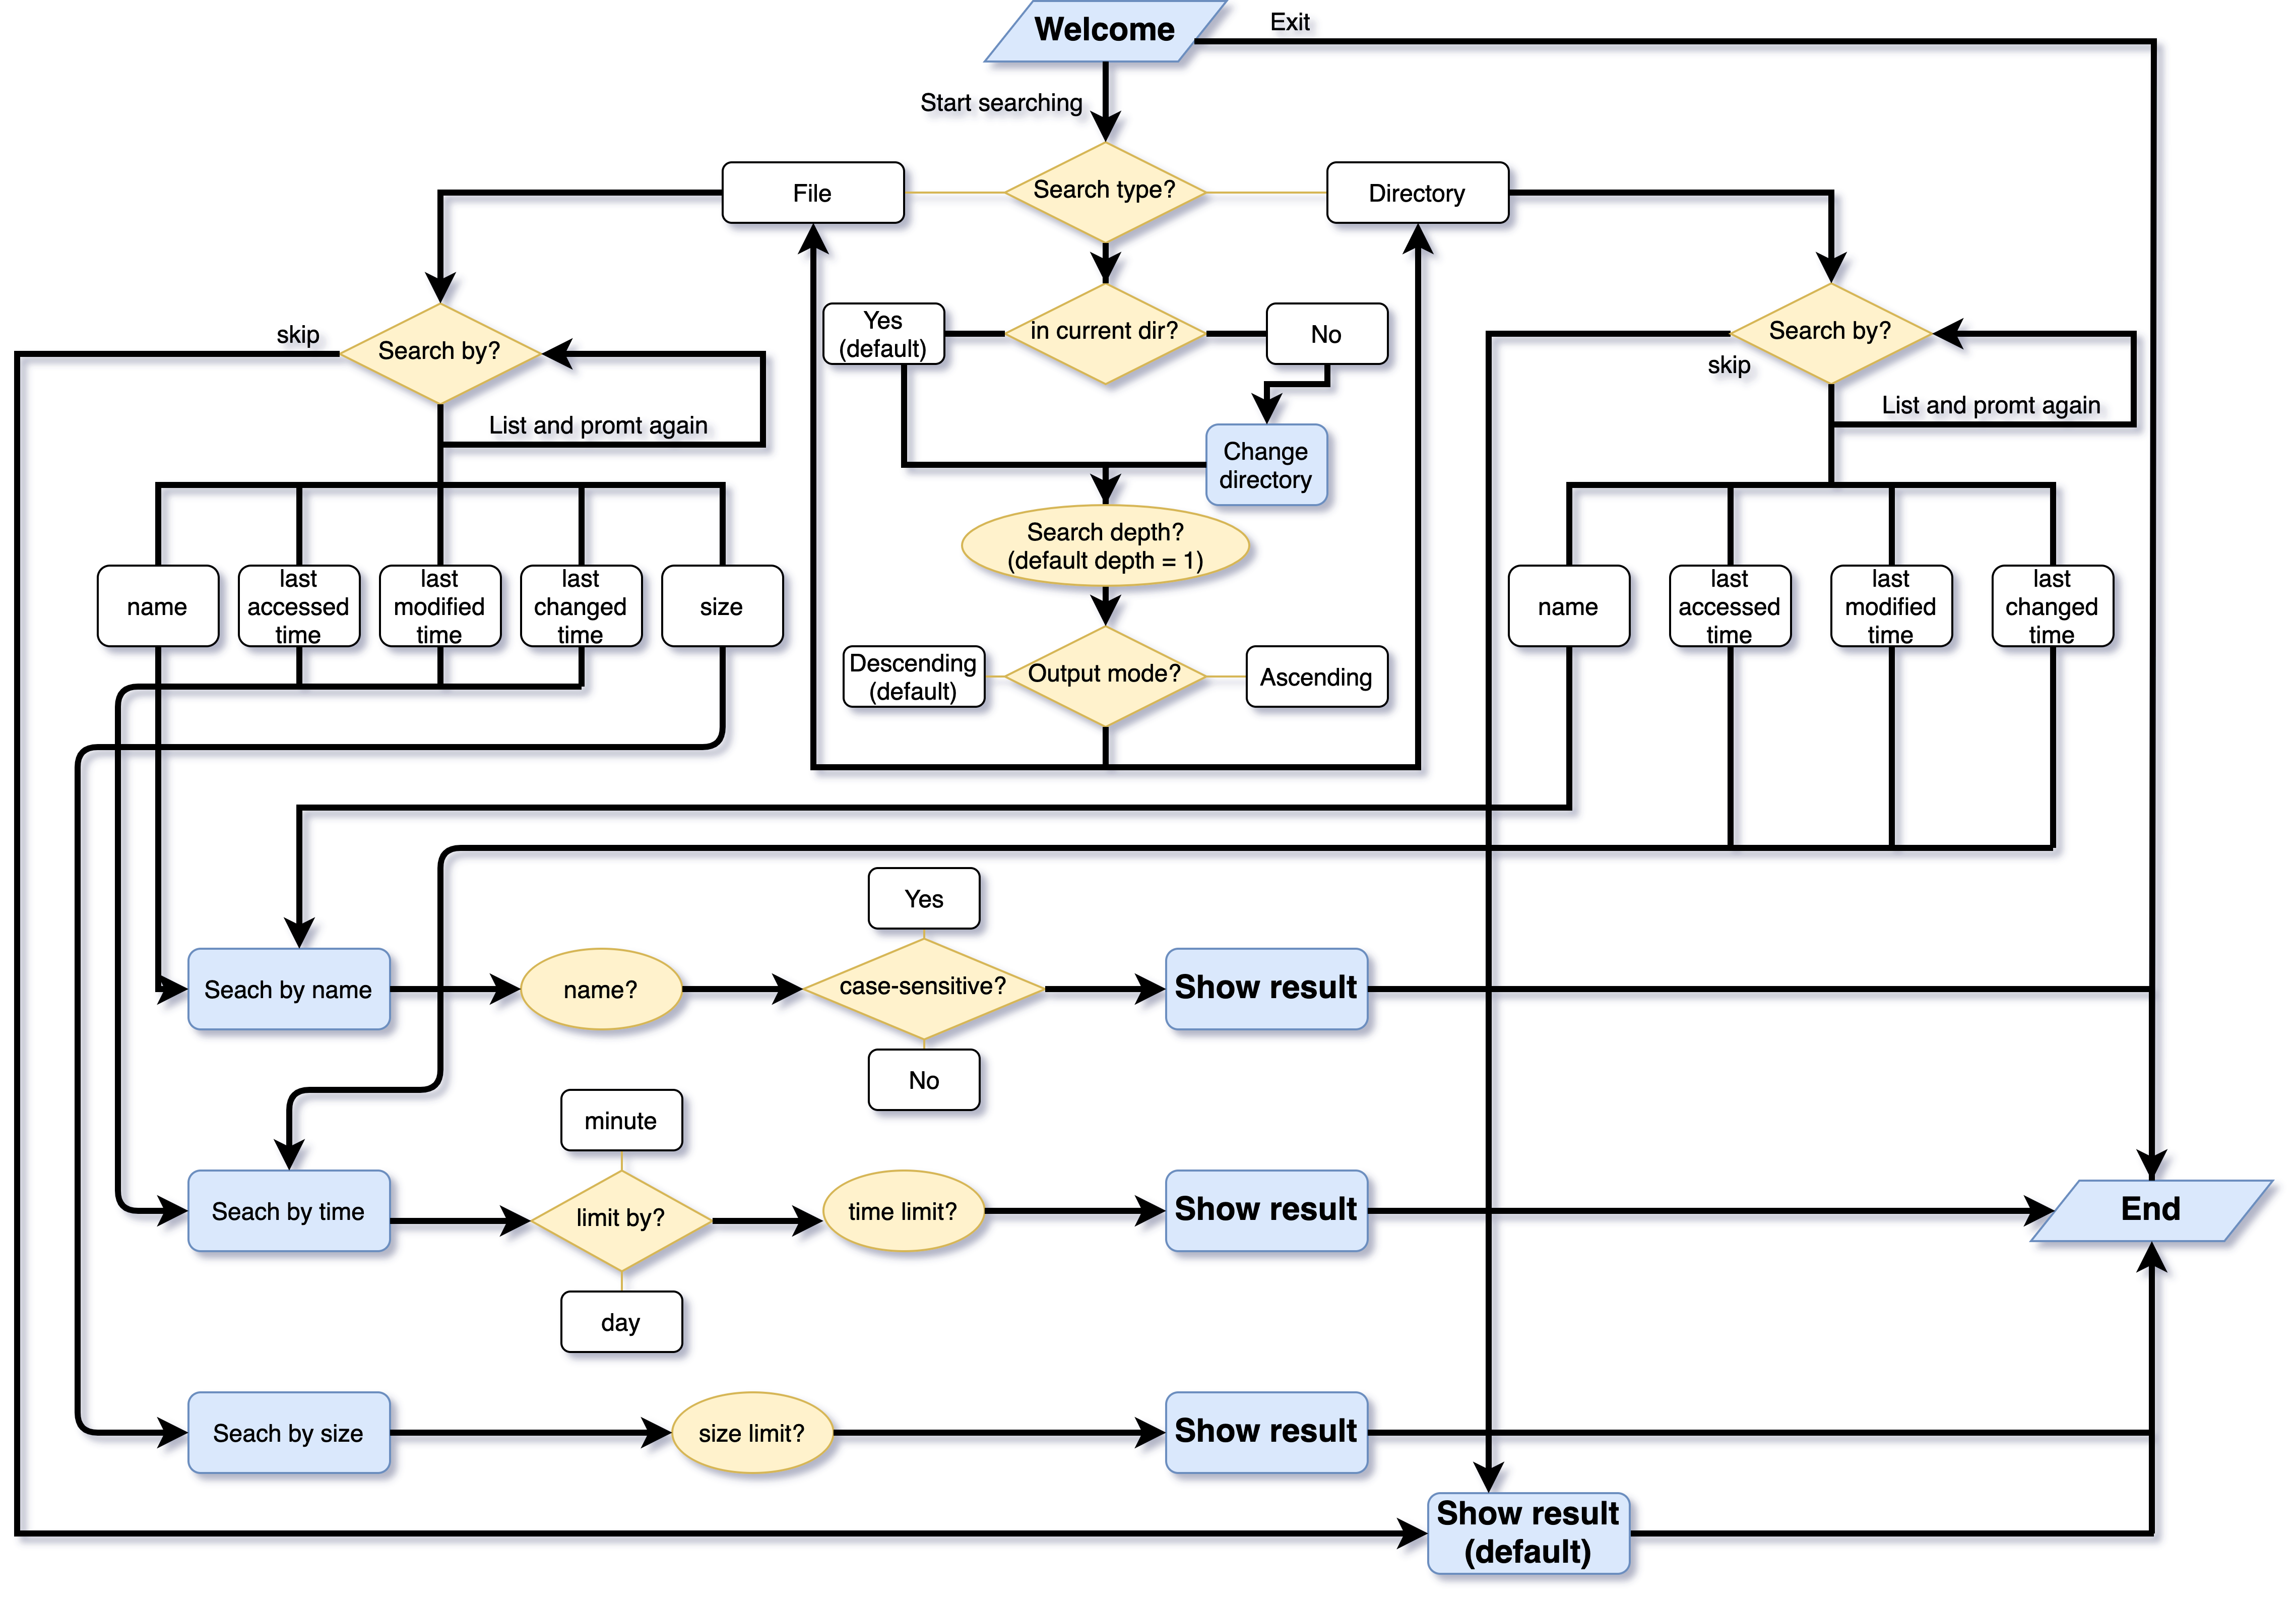 Welcome
Exit
Start searching
File
Search type?
Directory
Yes
(default)
in current dir?
No
skip
Search by?
Search by?
skip
List and promt again
List and promt again
Change
directory
Search depth?
(default depth = 1)
name
last
accessed
time
last
modified
time
last
changed
time
size
name
last
accessed
time
last
modified
time
last
changed
time
Descending
(default)
Output mode?
Ascending
Yes
Seach by name
name?
case-sensitive?
Show result
No
minute
Seach by time
limit by?
time limit?
Show result
End
day
Seach by size
size limit?
Show result
Show result
(default)